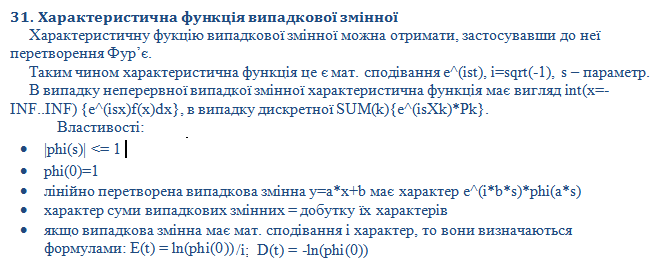 31. Характеристична функція випадкової змінної
Характеристичну фукцію випадкової змінної можна отримати, застосувавши до неї
перетворення Фур’є.
Таким чином характеристична функція це є мат. сподівання e^(ist), i=sqrt(-1), s – параметр.
В випадку неперервної випадкої змінної характеристична функція має вигляд int(x=-
INF..INF) {e^(isx)f(x)dx}, в випадку дискретної SUM(k){e^(isXk)*Pk}.
Властивості:
• |phi(s)| <= 1
• phi(0)=1
• лінійно перетворена випадкова змінна y=a*x+b має характер e^(i*b*s)*phi(a*s)
• характер суми випадкових змінних = добутку їх характерів
• якщо випадкова змінна має мат. сподівання і характер, то вони визначаються
формулами: E(t) = ln(phi(0))/i; D(t) = -ln(phi(0))